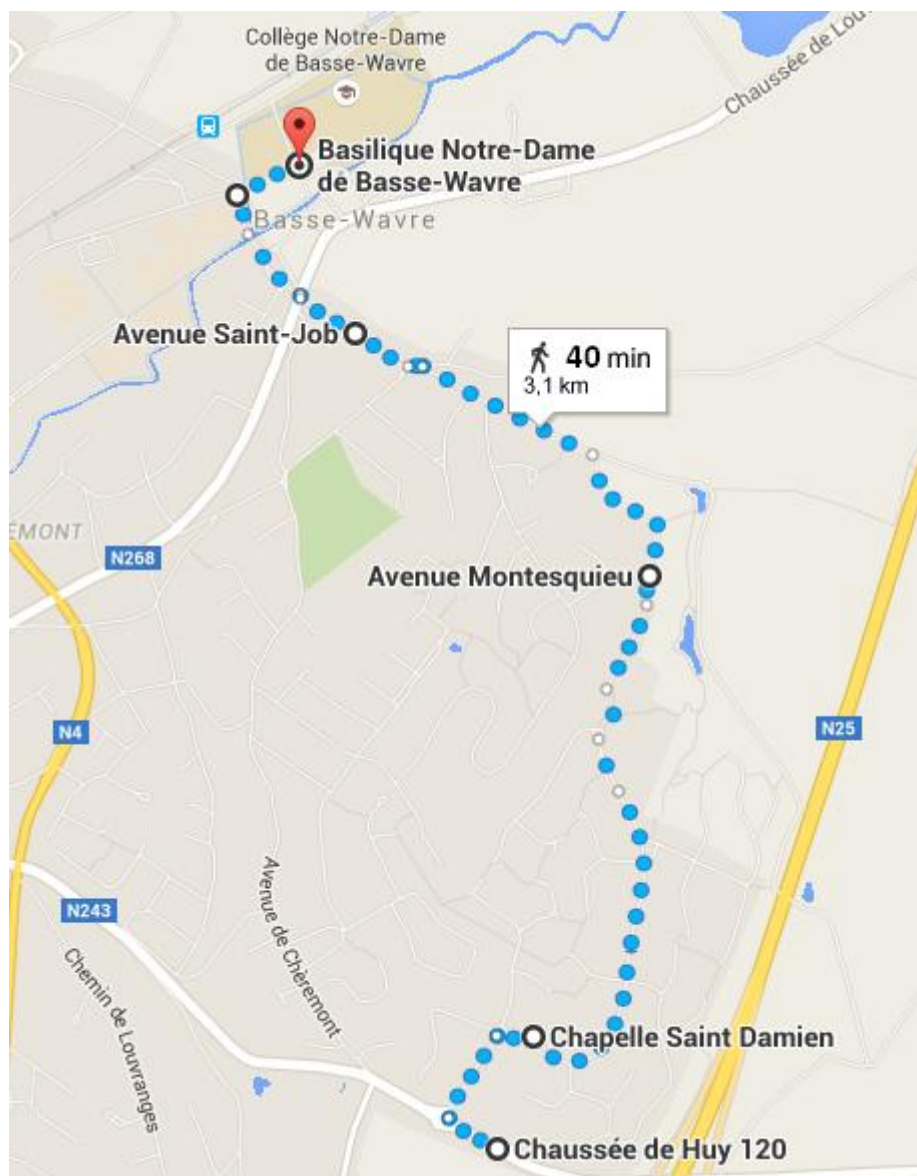 Collège Notre-Dame
de Basse-Wavre
Chaussée de Lou
Basilique Notre-Dame
de Basse-Wavre
Basse-Wavre
Avenue Saint-Job
40 min
3,1 km
EMONT
N268
Avenue Montesquieu
N4
N25
N243
Avenue de Chèremont
Chemin de Louvranges
Chapelle Saint Damien
Chaussée de Huy 120